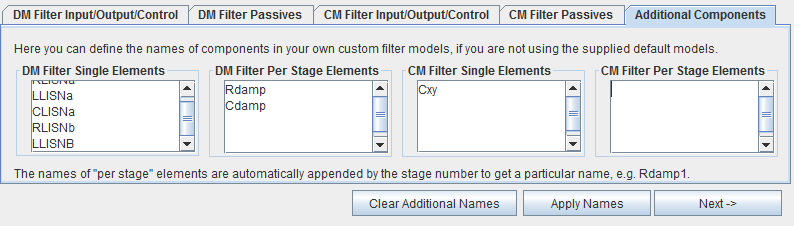 DM Filter Input/Output/Control DM Filter Passives CM Filter Input/Output/Control CM Filter Passives Additional Components
Here you can define the names of components in your own custom filter models, if you are not using the supplied default models.
DM Filter Single Elements DM Filter Per Stage Elements CM Filter Single Elements CM Filter Per Stage Elements
RLISNa
LLISNa
CLISNa
RLISNb
LLISNB
Rdamp
Cdamp
Cxy
The names of "per stage" elements are automatically appended by the stage number to get a particular name, e.g. Rdamp1.
Clear Additional Names Apply Names Next ->